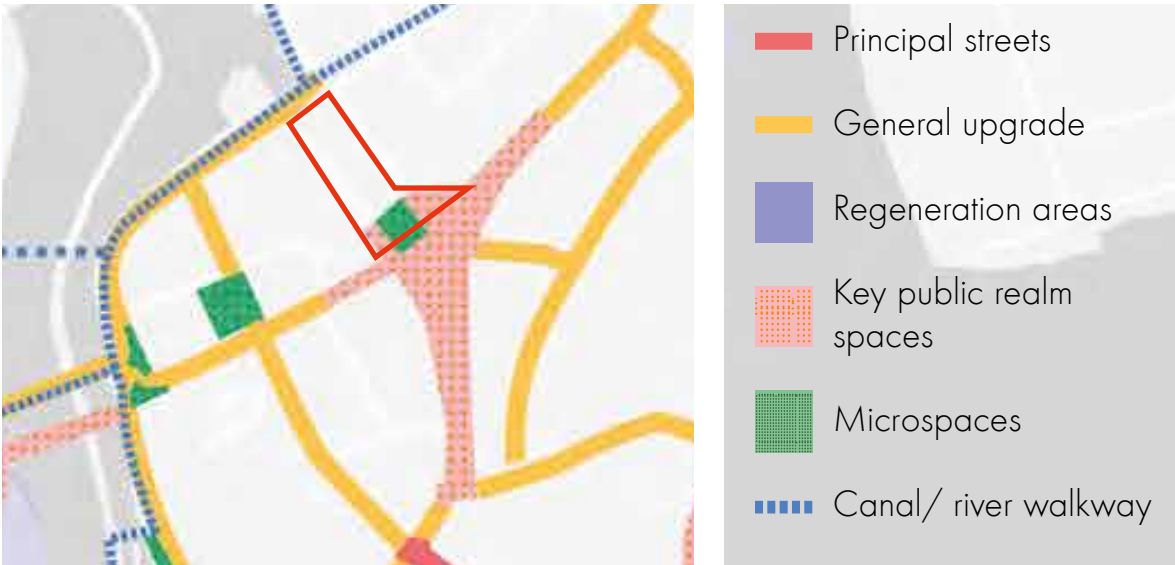 Principal streets
General upgrade
Regeneration areas
Key public realm
spaces
Microspaces
Canal/ river walkway